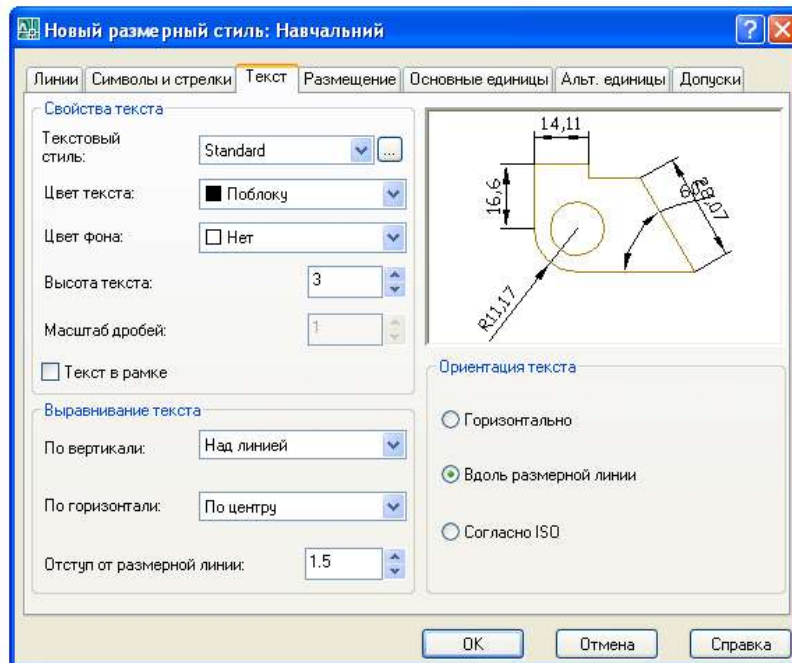 Новый размерный стиль: Навчальний
Линии Символы и стрелки Текст Размещение Основные единицы Альт. единицы Допуски
Свойства текста
Текстовый
стиль:
Standard
...
Цвет текста:
Поблоку
Цвет фона:
Нет
Высота текста:
3
Масштаб дробей:
1
Текст в рамке
Выравнивание текста
По вертикали:
Над линией
По горизонтали:
По центру
Отступ от размерной линии:
1.5
14,11
16,6
R11,17
Ориентация текста
Горизонтально
Вдоль размерной линии
Согласно ISO
OK
Отмена
Справка